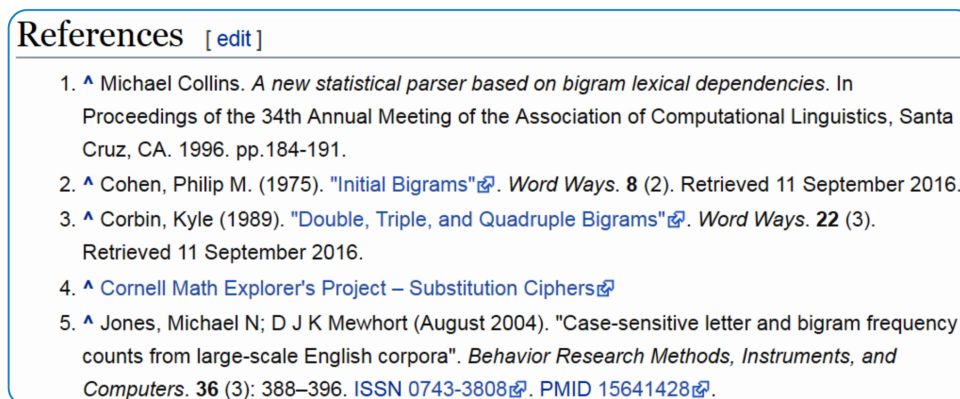 References [ edit ]
1. ^ Michael Collins. A new statistical parser based on bigram lexical dependencies. In
Proceedings of the 34th Annual Meeting of the Association of Computational Linguistics, Santa
Cruz, CA. 1996. pp.184-191.
2. ^ Cohen, Philip M. (1975). "Initial Bigrams". Word Ways. 8 (2). Retrieved 11 September 2016.
3. ^ Corbin, Kyle (1989). "Double, Triple, and Quadruple Bigrams". Word Ways. 22 (3).
Retrieved 11 September 2016.
4. ^ Cornell Math Explorer's Project – Substitution Ciphers
5. ^ Jones, Michael N; D J K Mewhort (August 2004). "Case-sensitive letter and bigram frequency
counts from large-scale English corpora". Behavior Research Methods, Instruments, and
Computers. 36 (3): 388–396. ISSN 0743-3808. PMID 15641428.